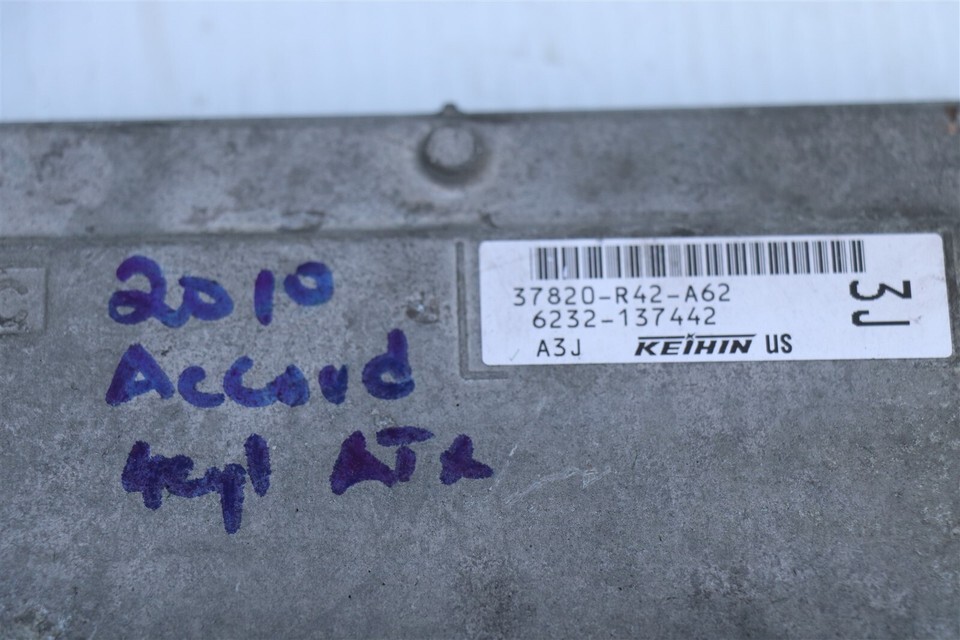 2010
Accord
4cyl ATX
37820-R42-A62
6232-137442
A3J KEIHIN US
3J